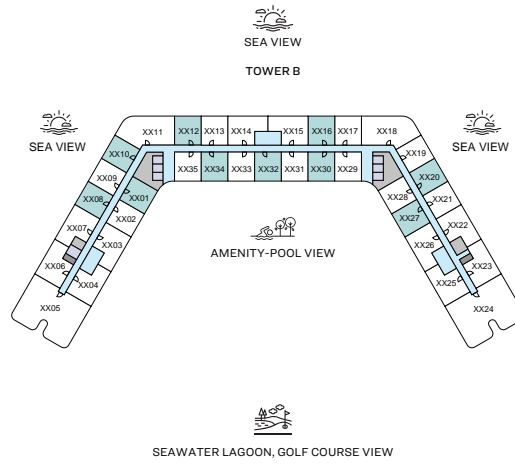 SEA VIEW
TOWER B
SEA VIEW
SEA VIEW
XX11
XX12
XX13
XX14
XX15
XX16
XX17
XX18
XX10
XX35
XX34
XX33
XX32
XX31
XX30
XX29
XX19
XX09
XX01
XX28
XX20
XX08
XX02
XX27
XX21
XX07
XX03
XX26
XX22
XX06
XX04
XX25
XX23
XX05
XX24
AMENITY-POOL VIEW
SEAWATER LAGOON, GOLF COURSE VIEW